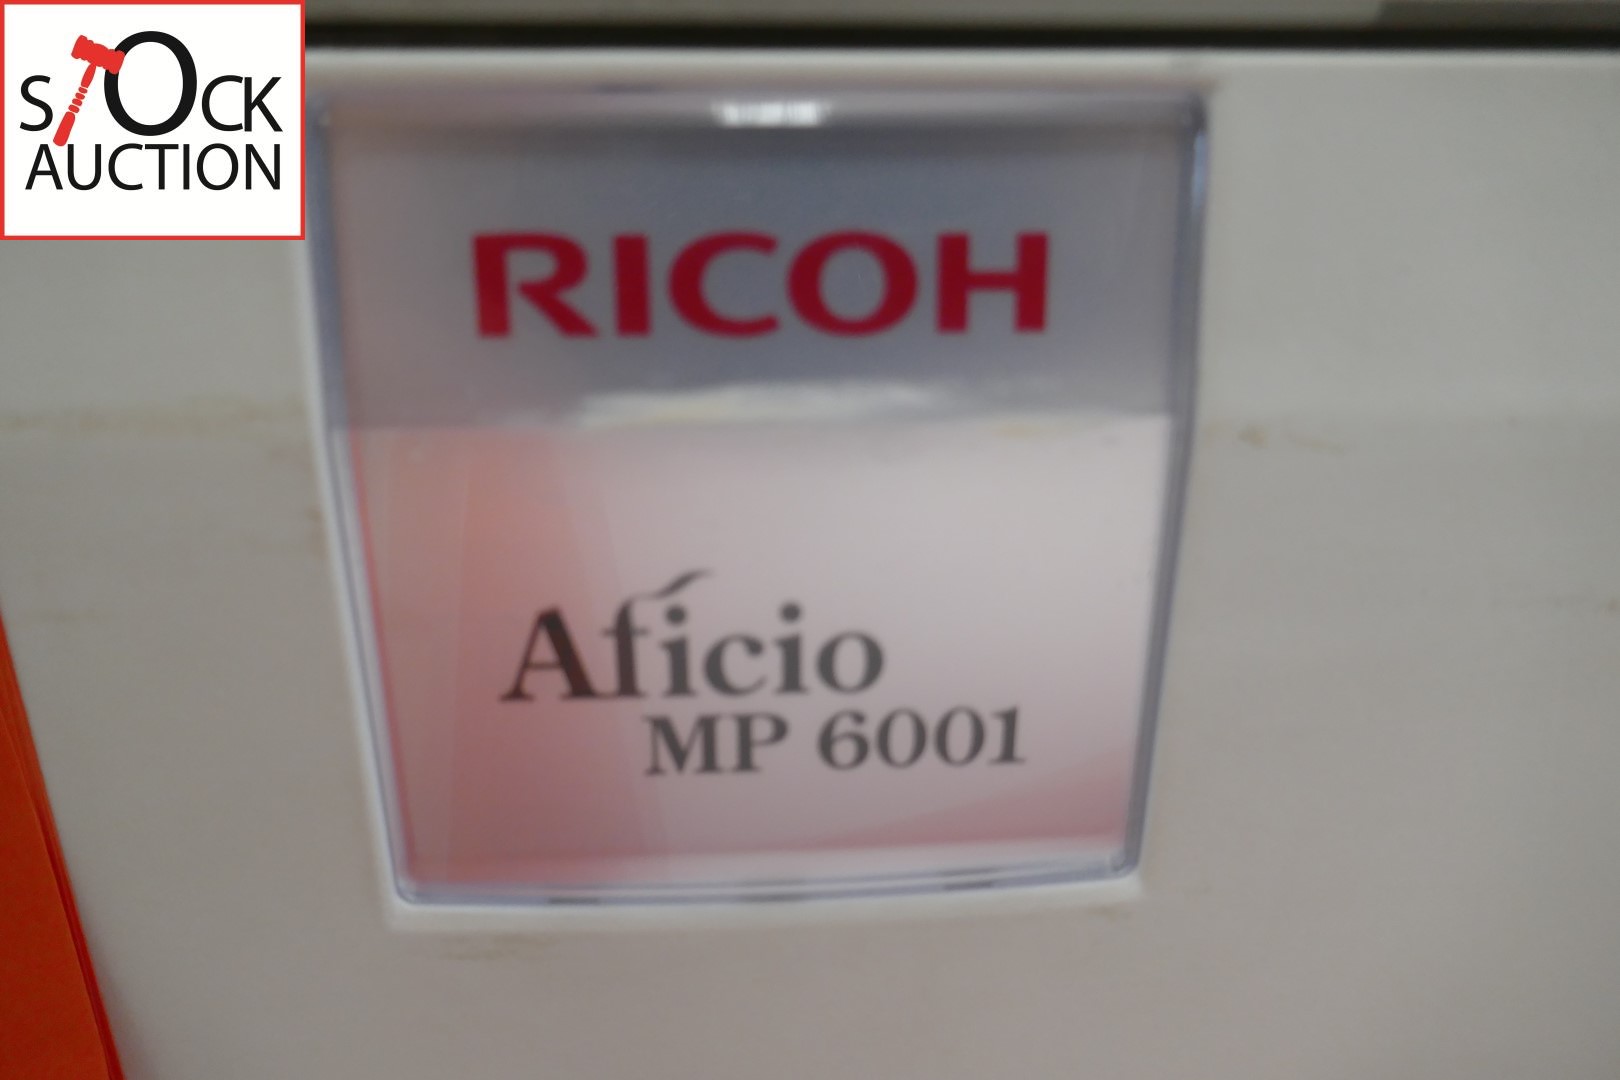 STOCK
AUCTION
RICOH
Aficio
MP 6001